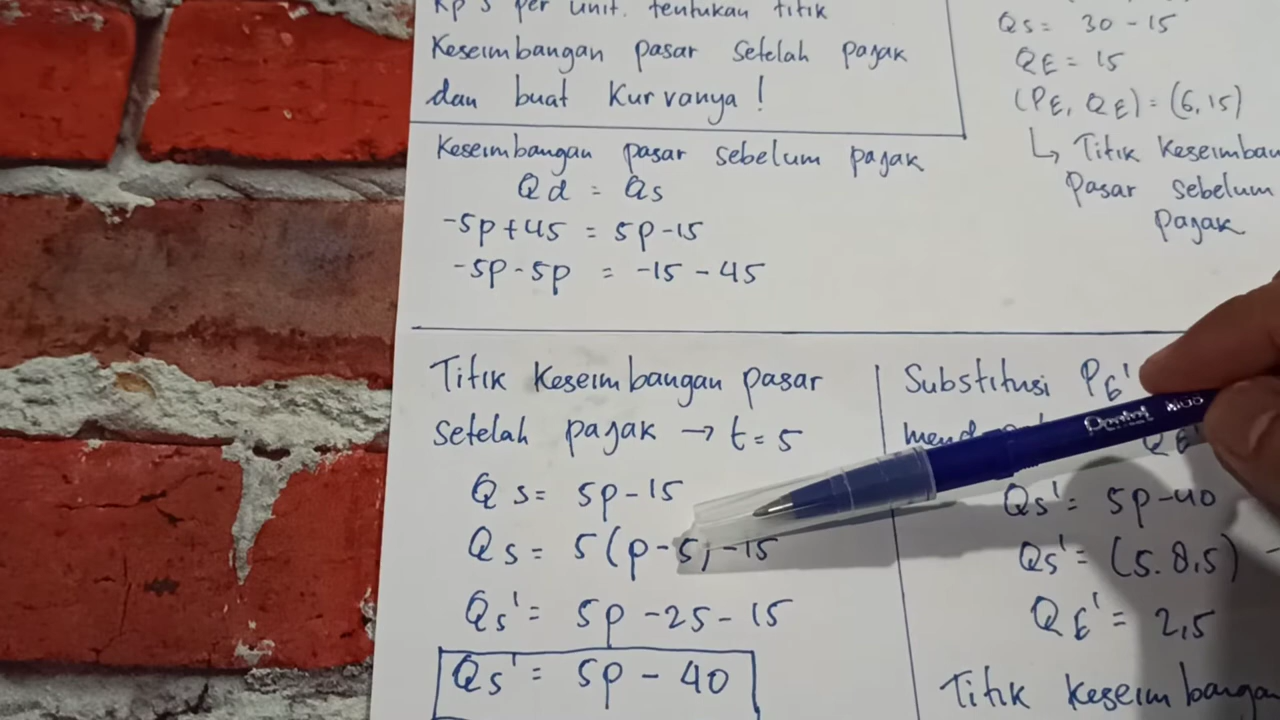 Rp 5 per unit. tentukan titik
Keseimbangan pasar setelah pajak
dan buat Kurvanya !
Qs = 30 - 15
QE = 15
(PE, QE) = (6,15)
↳ Titik Keseimban
Pasar sebelum
Pajak
Keseimbangan pasar sebelum pajak
Qd = Qs
-5p+45 = 5p-15
-5p-5p = -15 - 45
Titik Keseimbangan pasar
setelah pajak → t = 5
Qs = 5p-15
Qs = 5(p-5)-15
Qs' = 5p -25 - 15
Qs' = 5p - 40
Substitusi PE'
QE'
Qs' = 5p-40
Qs' = (5.8,5)
QE' = 2,5
Titik Keseimbangan
Pentel